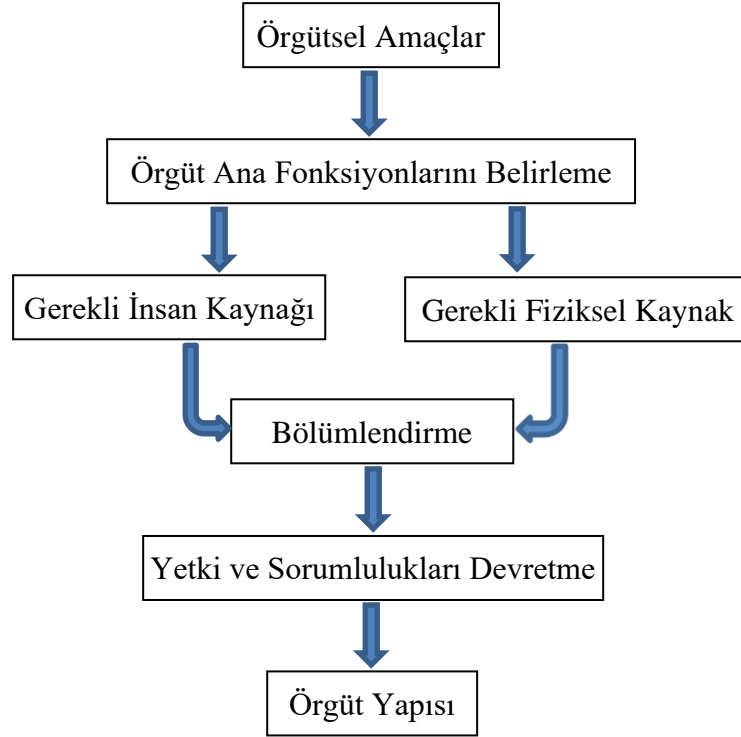 Örgütsel Amaçlar
Örgüt Ana Fonksiyonlarını Belirleme
Gerekli İnsan Kaynağı
Gerekli Fiziksel Kaynak
Bölümlendirme
Yetki ve Sorumlulukları Devretme
Örgüt Yapısı